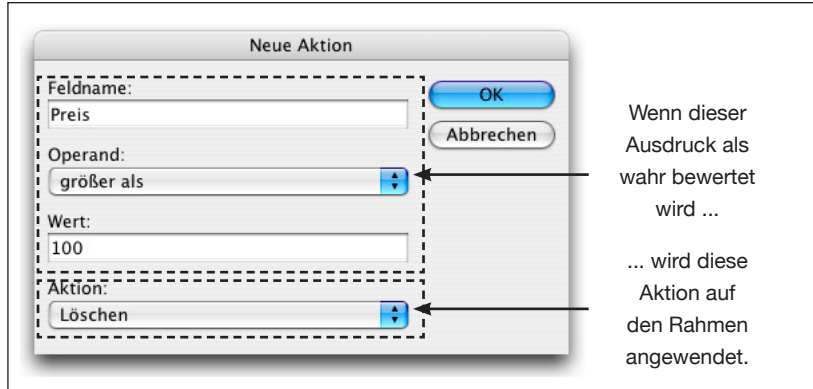 Neue Aktion
Feldname:
Preis
Operand:
größer als
Wert:
100
Aktion:
Löschen
OK
Abbrechen
Wenn dieser
Ausdruck als
wahr bewertet
wird ...
... wird diese
Aktion auf
den Rahmen
angewendet.